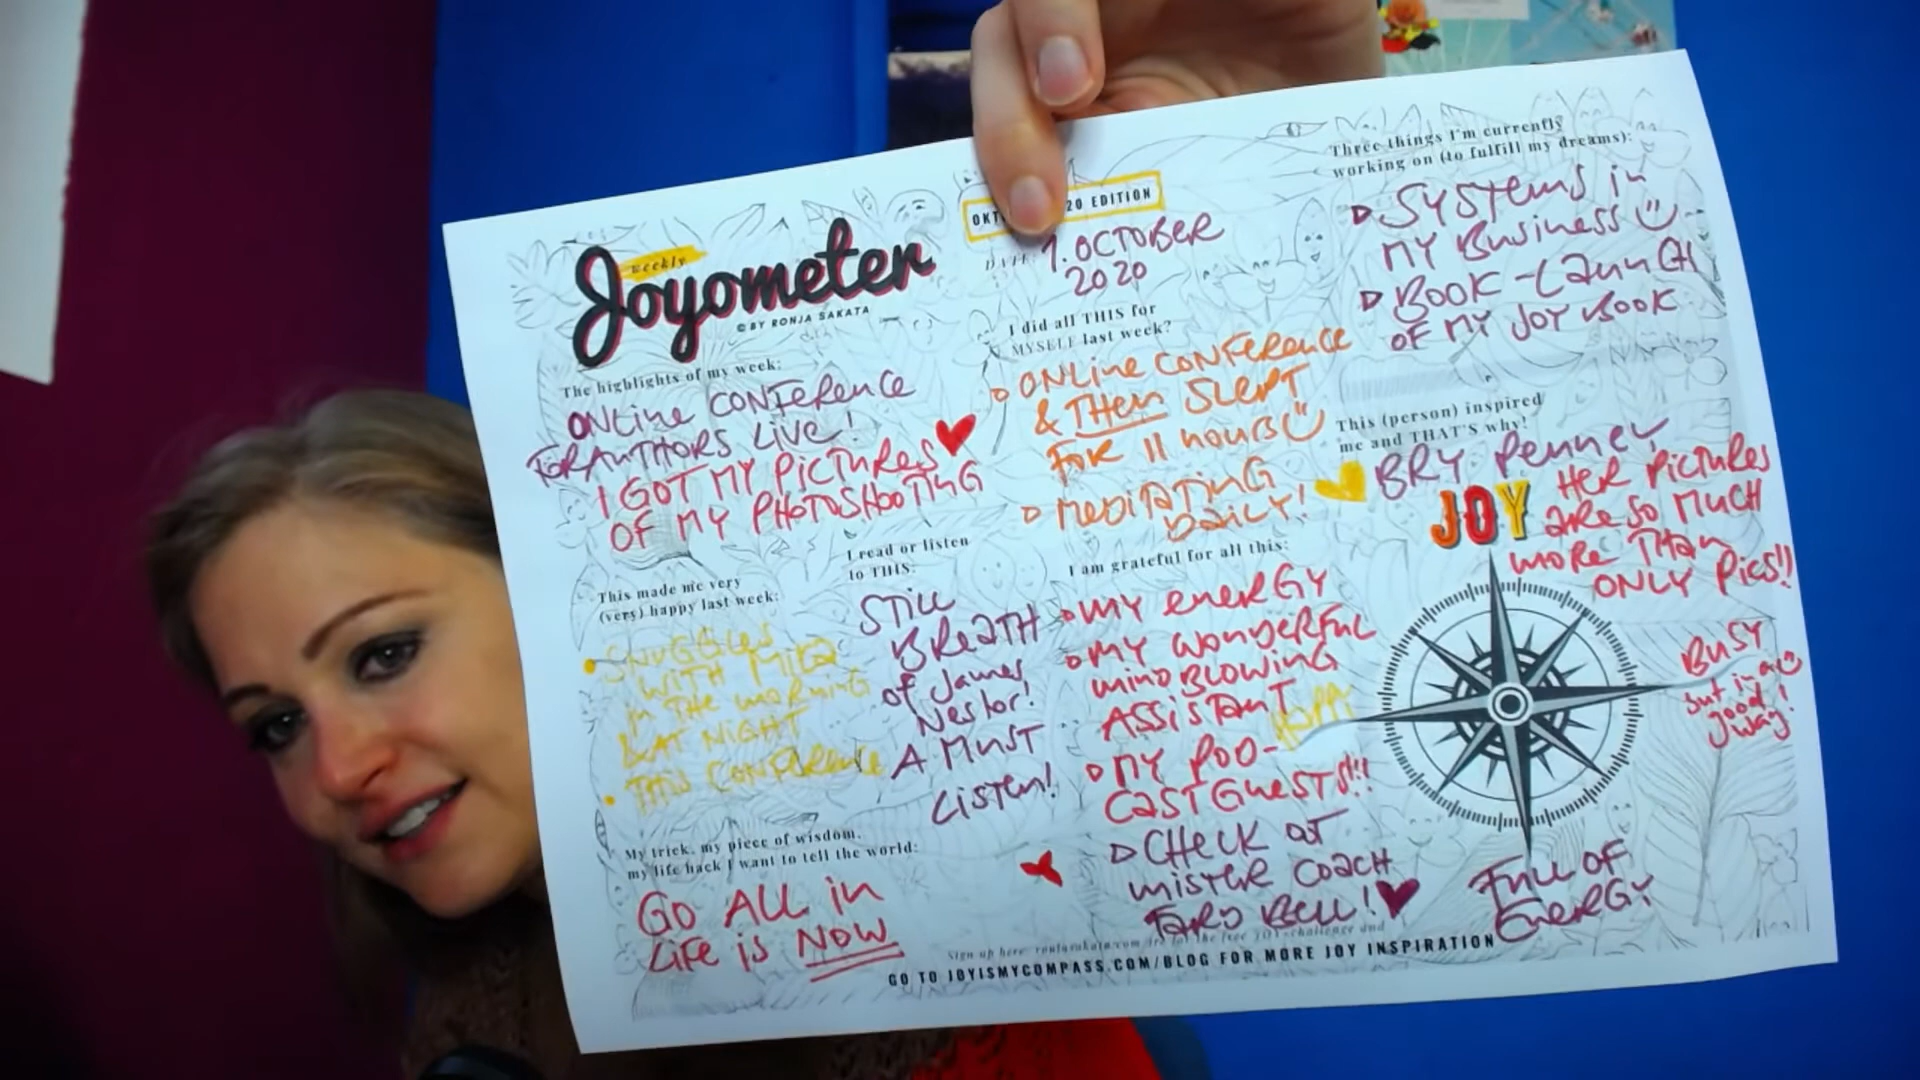 weekly
Joyometer
© BY RONJA SAKATA
The highlights of my week:
ONLine CONFERence
FOR AUTHORS Live!
I GOT MY PICTURES
OF MY PHOTOSHOOTING
This made me very
(very) happy last week:
SNUGGLES
WITH MIKA
in THE MORNING
& AT NIGHT
THIS CONFERENCE
I read or listen
to THIS:
STILL
BREATH
of James
Nestor!
A MUST
Listen!
My trick, my piece of wisdom,
my life hack I want to tell the world:
GO ALL in
Life is NOW
20 EDITION
DATE:
1. OCTOBER
2020
I did all THIS for
MYSELF last week?
ONLine CONFERence
& THEN SLEPT
FOR 11 hours
MEDITATING
DAILY!
I am grateful for all this:
MY eneRGY
MY WONDERFUL
minDBLOWING
ASSISTANT
MY POD-
CAST GUESTS!!!
CHECK OUT
MISTER COACH
BELL!
Three things I'm currently
working on (to fulfill my dreams):
SYSTEMS in
MY BUSINESS
BOOK-LAUNCH
OF MY JOY BOOK
This (person) inspired
me and THAT'S why!
BRY Penney
HER PICTURES
JOY
ARE SO MUCH
MORE THAN
ONLY PICS!!
HAPPY
BUSY
but in a
good
way!
FULL OF
ENERGY
Sign up here:
GO TO JOYISMYCOMPASS.COM/BLOG FOR MORE JOY INSPIRATION